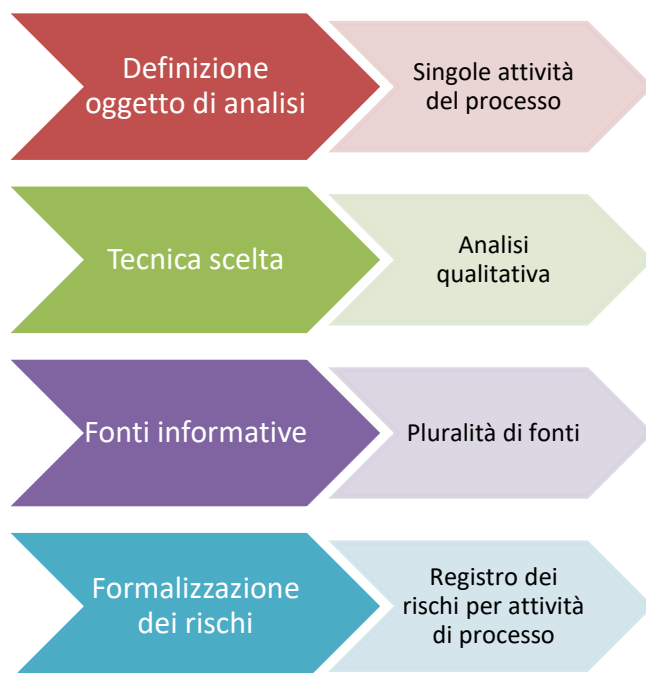 Definizione
oggetto di analisi
Singole attività
del processo
Tecnica scelta
Analisi
qualitativa
Fonti informative
Pluralità di fonti
Formalizzazione
dei rischi
Registro dei
rischi per attività
di processo